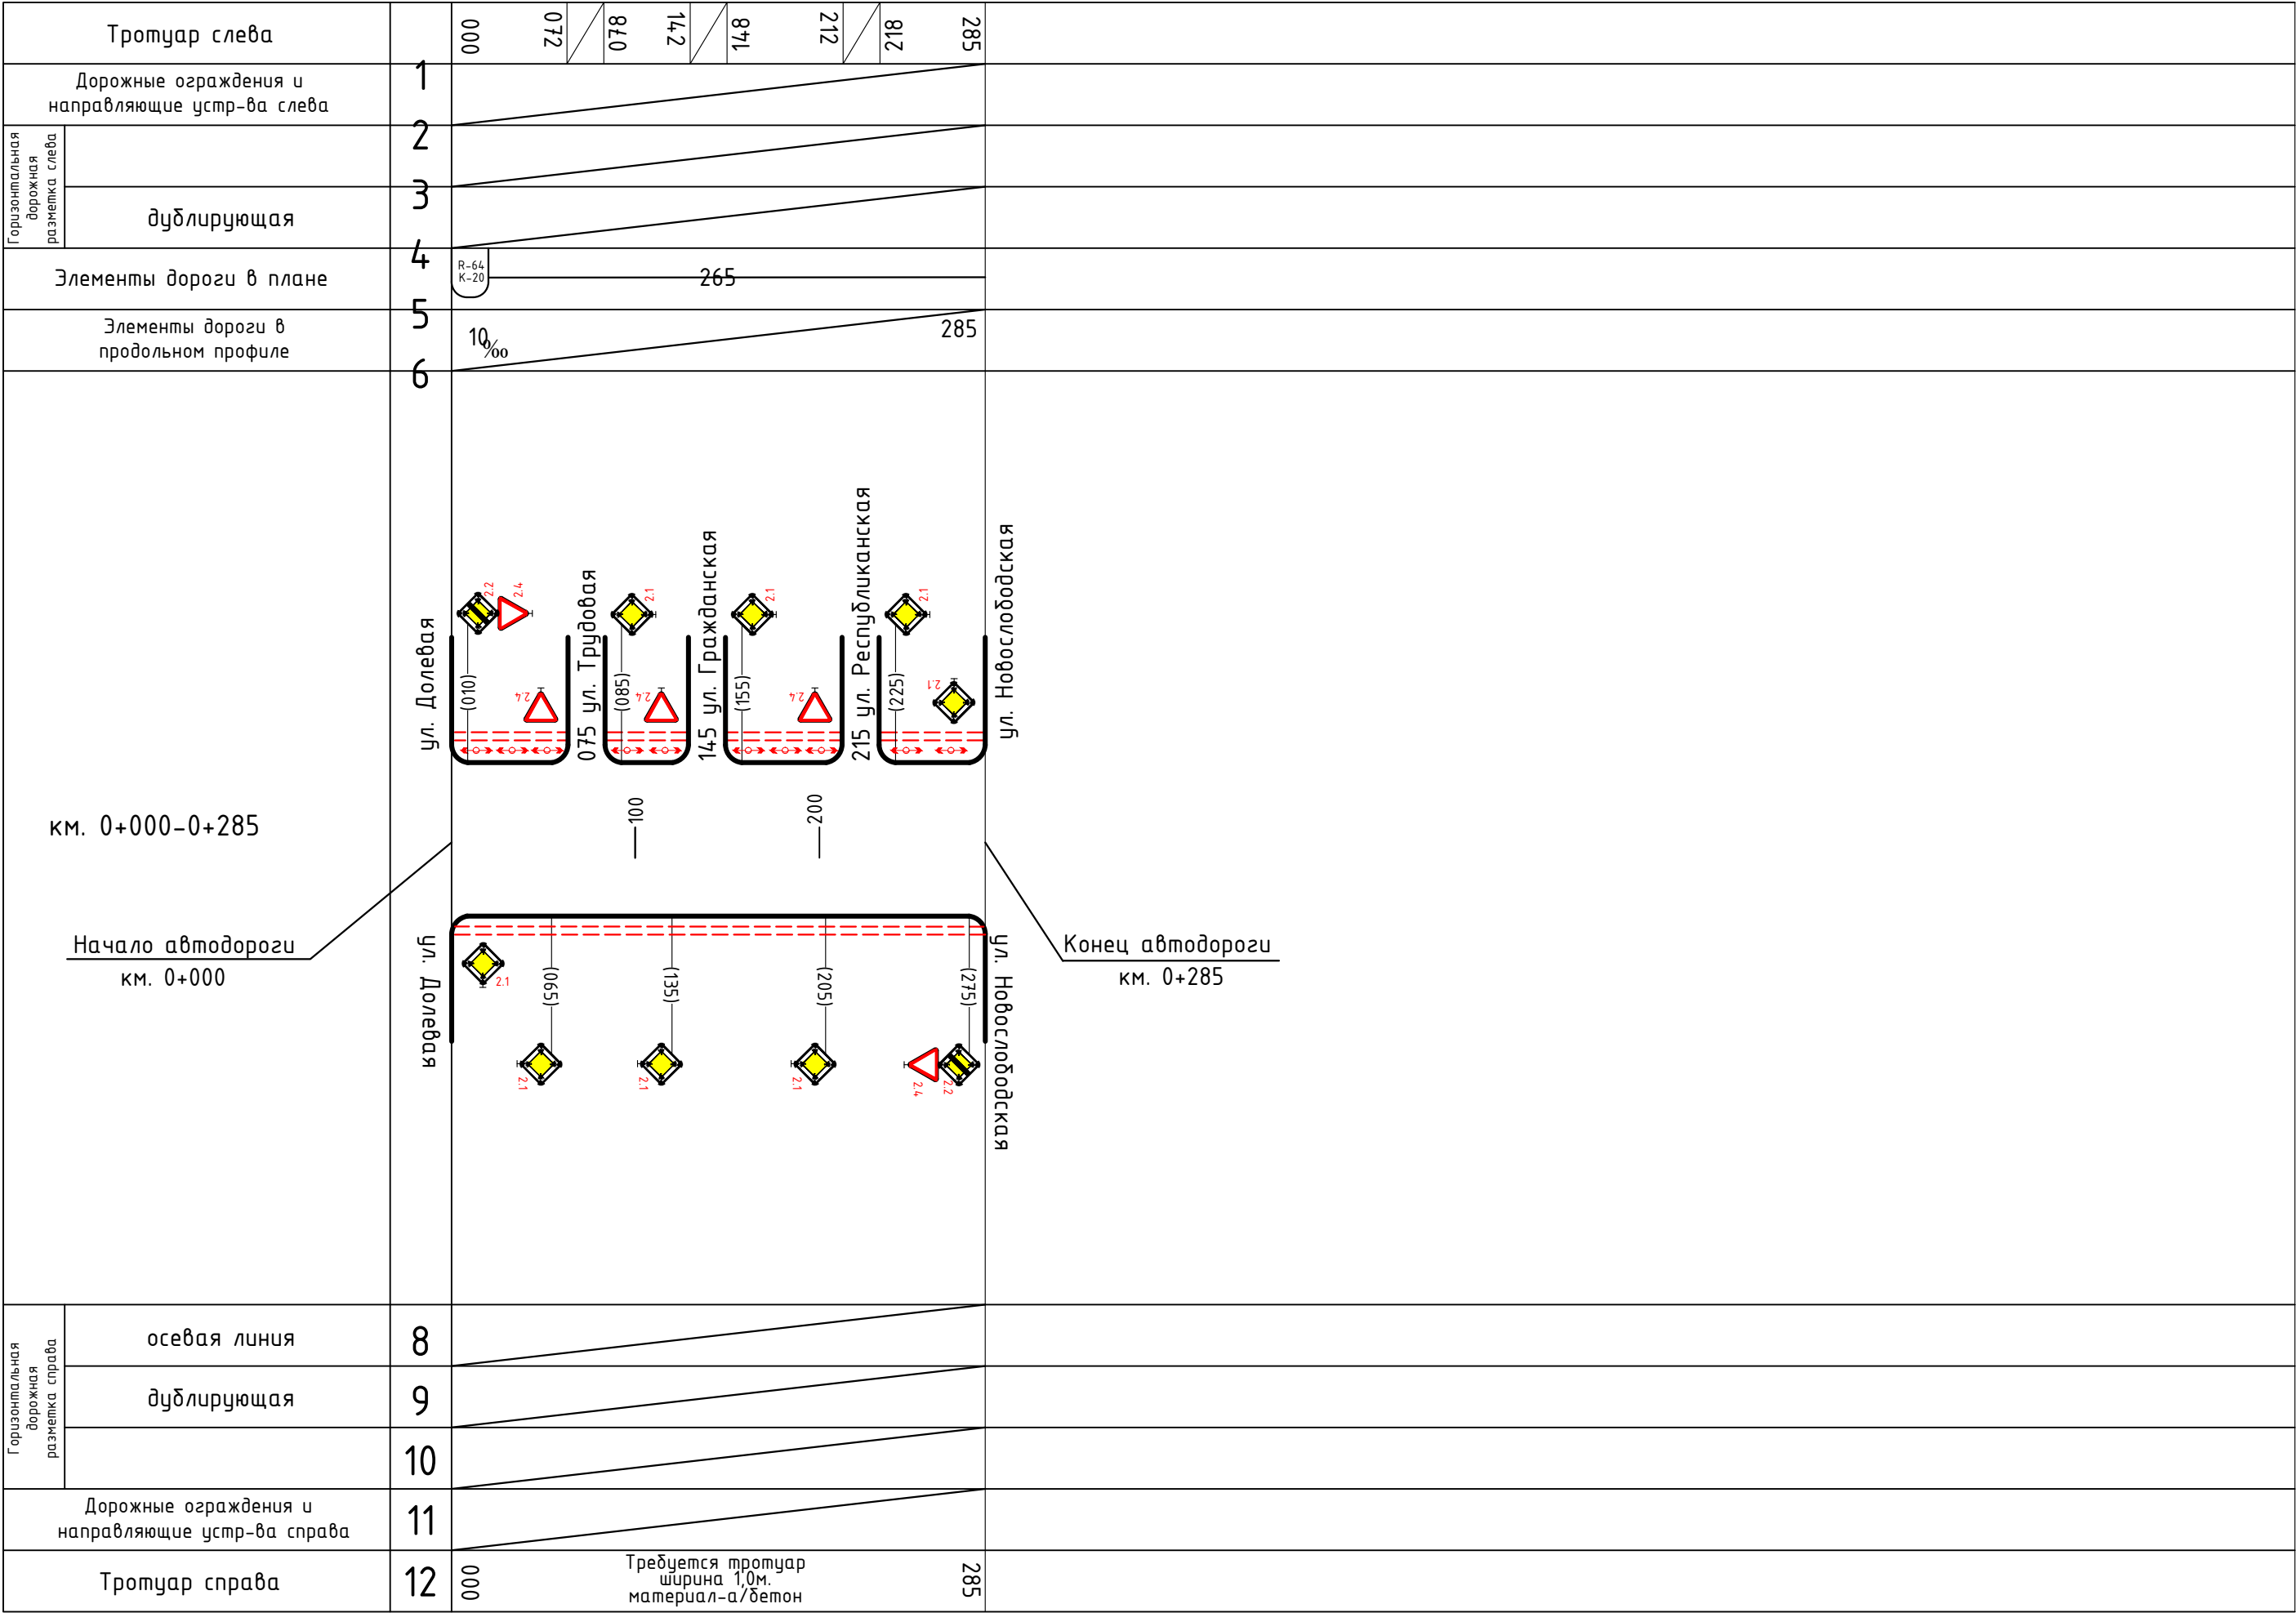 Тротуар слева
000
072
078
142
148
212
218
285
1
Дорожные ограждения и
направляющие устр-ва слева
2
Горизонтальная
дорожная
разметка слева
3
дублирующая
4
Элементы дороги в плане
R-64
K-20
265
5
Элементы дороги в
продольном профиле
10‰
285
6
ул. Долевая
2.2
2.4
(010)
2.4
075 ул. Трудовая
2.1
(085)
2.4
145 ул. Гражданская
2.1
(155)
2.4
215 ул. Республиканская
2.1
(225)
2.1
ул. Новослободская
км. 0+000-0+285
100
200
Начало автодороги
км. 0+000
Конец автодороги
км. 0+285
ул. Долевая
2.1
(065)
2.1
(135)
2.1
(205)
2.1
(275)
2.4
2.2
ул. Новослободская
Горизонтальная
дорожная
разметка справа
осевая линия
8
дублирующая
9
10
Дорожные ограждения и
направляющие устр-ва справа
11
Тротуар справа
12
000
Требуется тротуар
ширина 1,0м.
материал-а/бетон
285